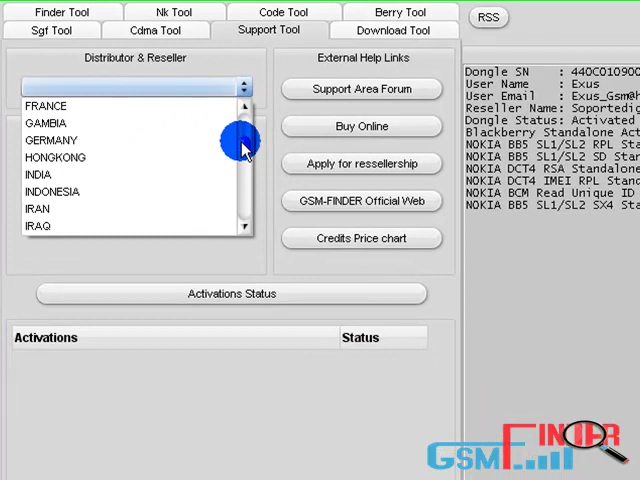 Finder Tool
Nk Tool
Code Tool
Berry Tool
RSS
Sgf Tool
Cdma Tool
Support Tool
Download Tool
Distributor & Reseller
External Help Links
FRANCE
GAMBIA
GERMANY
HONGKONG
INDIA
INDONESIA
IRAN
IRAQ
Support Area Forum
Buy Online
Apply for ressellership
GSM-FINDER Official Web
Credits Price chart
Activations Status
Activations
Status
Dongle SN : 440C010900
User Name : Exus
User Email : Exus_Gsm@h
Reseller Name: Soportedig
Dongle Status: Activated
Blackberry Standalone Act
NOKIA BB5 SL1/SL2 RPL Sta
NOKIA BB5 SL1/SL2 SD Stan
NOKIA DCT4 RSA Standalone
NOKIA DCT4 IMEI RPL Stand
NOKIA BCM Read Unique ID
NOKIA BB5 SL1/SL2 SX4 Sta
GSM FINDER